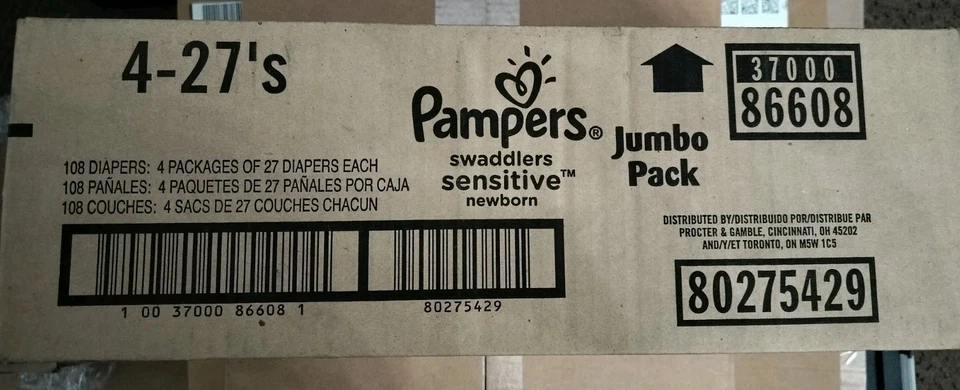 4-27's
Pampers®
swaddlers
sensitive™
newborn
Jumbo
Pack
37000
86608
108 DIAPERS: 4 PACKAGES OF 27 DIAPERS EACH
108 PAÑALES: 4 PAQUETES DE 27 PAÑALES POR CAJA
108 COUCHES: 4 SACS DE 27 COUCHES CHACUN
DISTRIBUTED BY/DISTRIBUIDO POR/DISTRIBUE PAR
PROCTER & GAMBLE, CINCINNATI, OH 45202
AND/Y/ET TORONTO, ON M5W 1C5
1 00 37000 86608 1
80275429
80275429